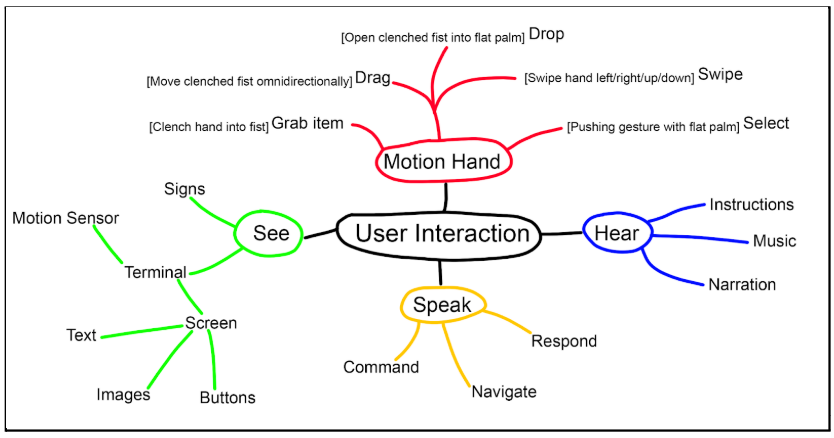 [Open clenched fist into flat palm] Drop
[Move clenched fist omnidirectionally] Drag
[Swipe hand left/right/up/down] Swipe
[Clench hand into fist] Grab item
[Pushing gesture with flat palm] Select
Motion Hand
Signs
Motion Sensor
See
User Interaction
Hear
Instructions
Music
Narration
Terminal
Speak
Screen
Text
Images
Buttons
Command
Navigate
Respond